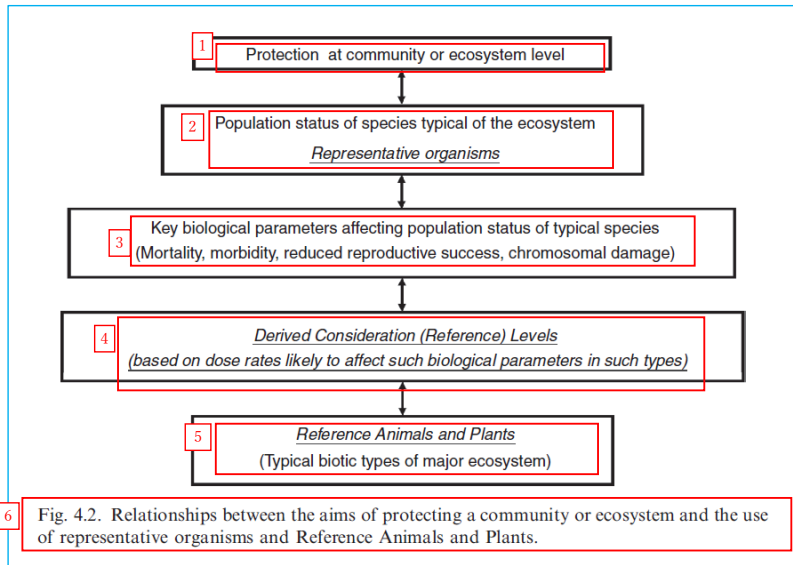 1
Protection at community or ecosystem level
2
Population status of species typical of the ecosystem
Representative organisms
3
Key biological parameters affecting population status of typical species
(Mortality, morbidity, reduced reproductive success, chromosomal damage)
4
Derived Consideration (Reference) Levels
(based on dose rates likely to affect such biological parameters in such types)
5
Reference Animals and Plants
(Typical biotic types of major ecosystem)
6
Fig. 4.2. Relationships between the aims of protecting a community or ecosystem and the use
of representative organisms and Reference Animals and Plants.